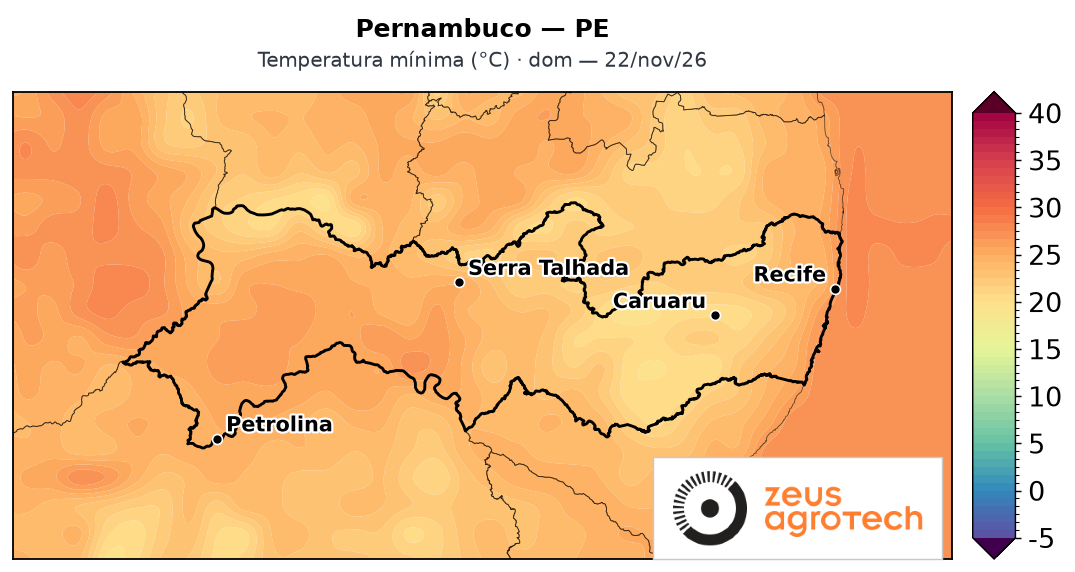 Pernambuco — PE
Temperatura mínima (°C) · dom — 22/nov/26
Serra Talhada
Recife
Caruaru
Petrolina
40
35
30
25
20
15
10
5
0
-5
zeus
agrotech